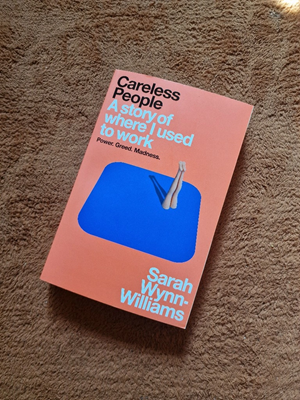 Careless
People
A story of
where I used
to work
Power. Greed. Madness.
Sarah
Wynn-
Williams